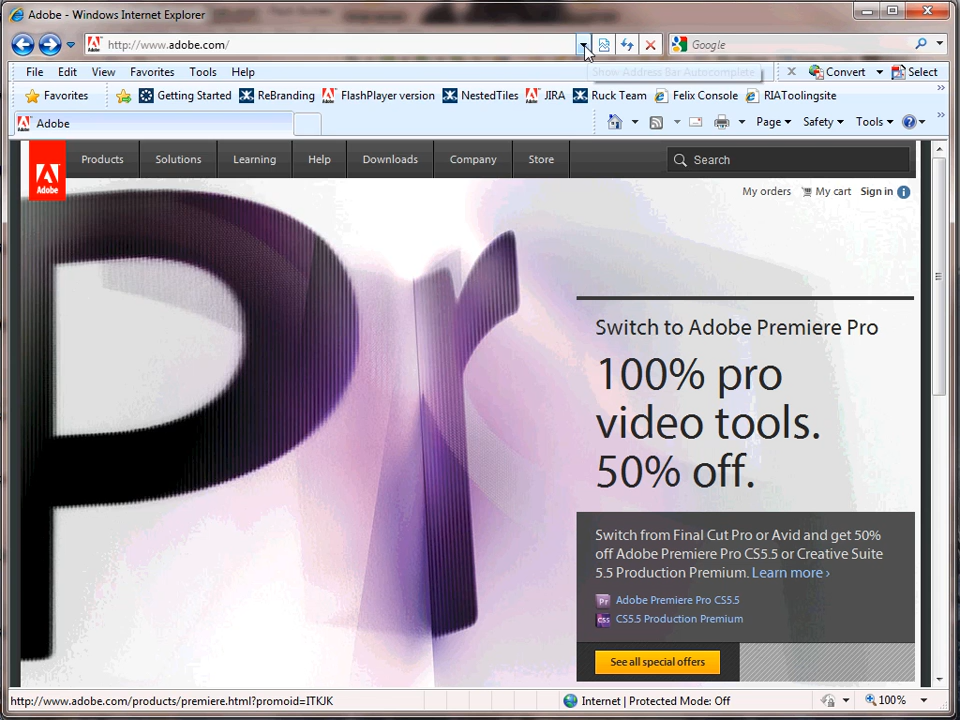 Adobe - Windows Internet Explorer
http://www.adobe.com/
Google
File Edit View Favorites Tools Help
Show Address Bar Autocomplete
Convert Select
Favorites Getting Started ReBranding FlashPlayer version NestedTiles JIRA Ruck Team Felix Console RIAToolingsite
Adobe
Page Safety Tools
Adobe
Products Solutions Learning Help Downloads Company Store
Search
My orders My cart Sign in
Pr
Switch to Adobe Premiere Pro
100% pro
video tools.
50% off.
Switch from Final Cut Pro or Avid and get 50%
off Adobe Premiere Pro CS5.5 or Creative Suite
5.5 Production Premium. Learn more ›
Pr Adobe Premiere Pro CS5.5
CS5 CS5.5 Production Premium
See all special offers
http://www.adobe.com/products/premiere.html?promoid=ITKJK
Internet | Protected Mode: Off
100%